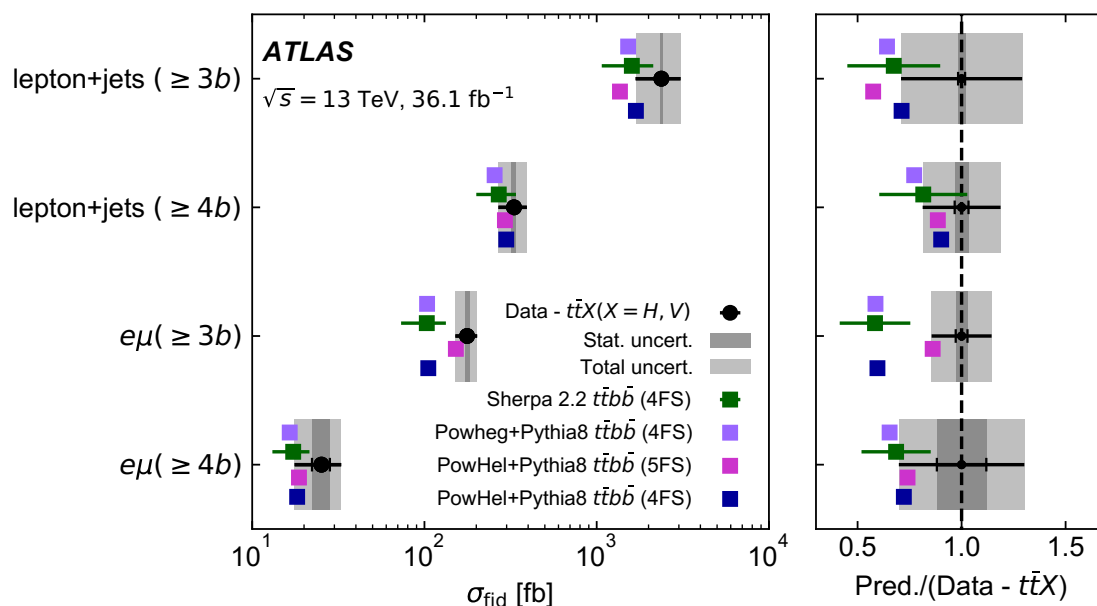 ATLAS
√s = 13 TeV, 36.1 fb⁻¹
lepton+jets ( ≥ 3b)
lepton+jets ( ≥ 4b)
eμ( ≥ 3b)
eμ( ≥ 4b)
Data - tt̄X(X = H, V)
Stat. uncert.
Total uncert.
Sherpa 2.2 tt̄bb̄ (4FS)
Powheg+Pythia8 tt̄bb̄ (4FS)
PowHel+Pythia8 tt̄bb̄ (5FS)
PowHel+Pythia8 tt̄bb̄ (4FS)
10¹ 10² 10³ 10⁴
σ_fid [fb]
0.5 1.0 1.5
Pred./(Data - tt̄X)